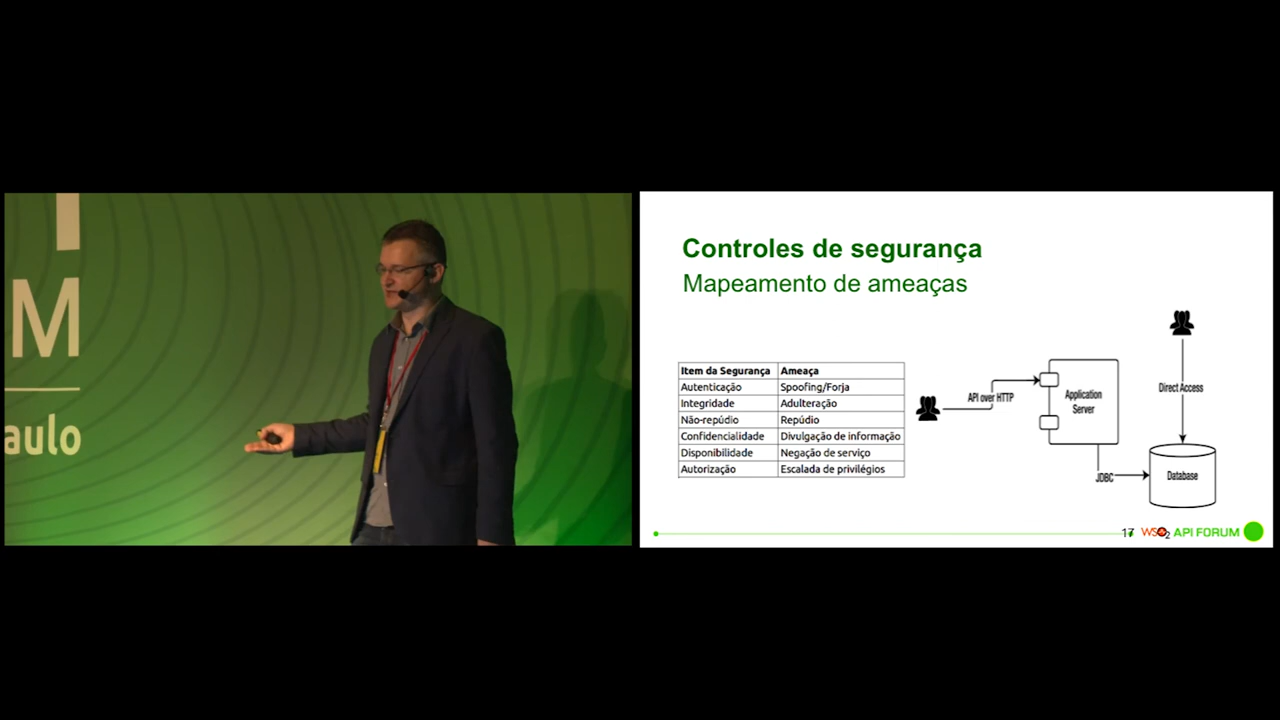 I
M
aulo
Controles de segurança
Mapeamento de ameaças
Item da Segurança Ameaça
Autenticação Spoofing/Forja
Integridade Adulteração
Não-repúdio Repúdio
Confidencialidade Divulgação de informação
Disponibilidade Negação de serviço
Autorização Escalada de privilégios
API over HTTP
Application
Server
Direct Access
JDBC
Database
17 WSO2 API FORUM